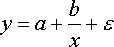 y = a + b/x + ε